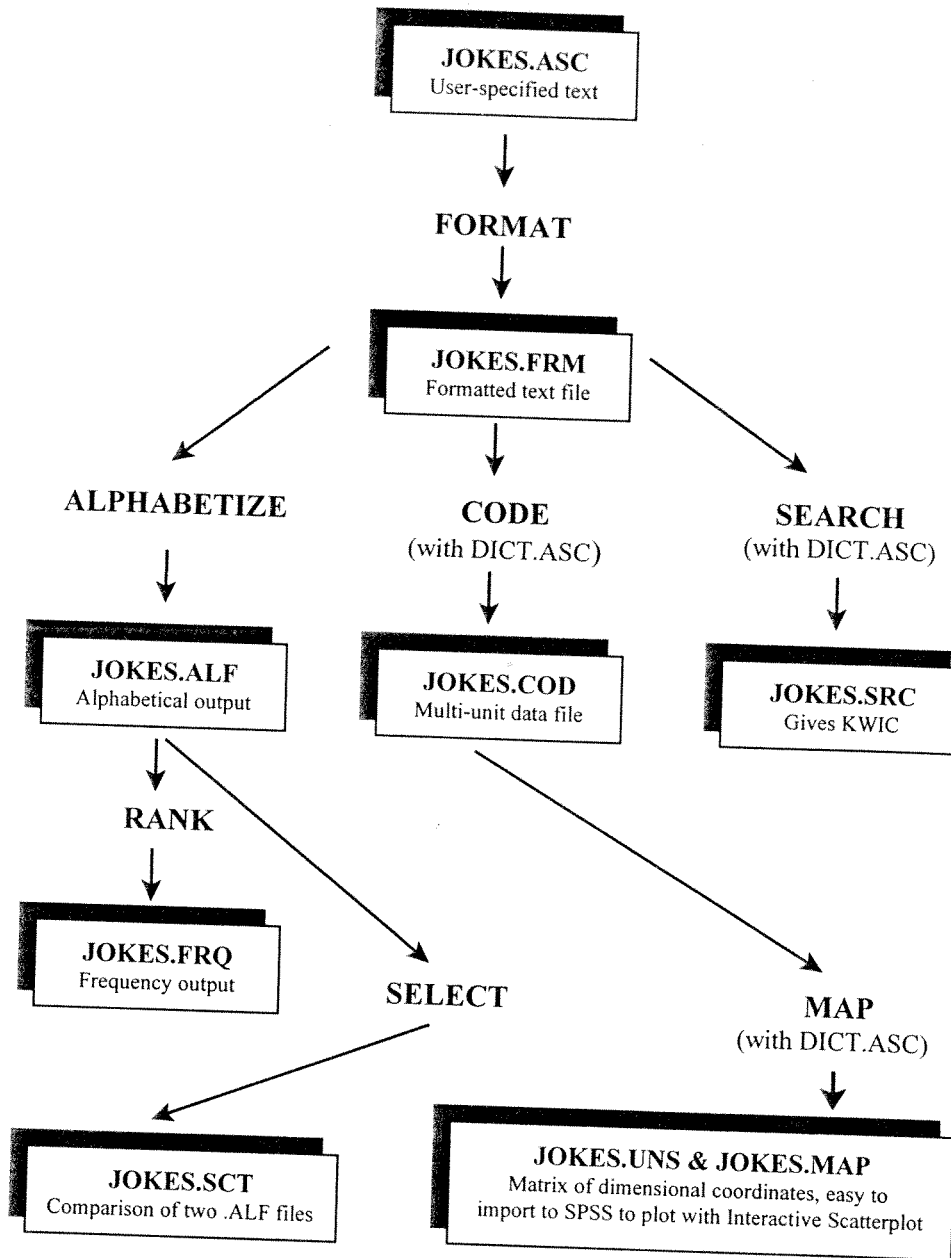 JOKES.ASC
User-specified text
FORMAT
JOKES.FRM
Formatted text file
ALPHABETIZE
CODE
(with DICT.ASC)
SEARCH
(with DICT.ASC)
JOKES.ALF
Alphabetical output
JOKES.COD
Multi-unit data file
JOKES.SRC
Gives KWIC
RANK
JOKES.FRQ
Frequency output
SELECT
MAP
(with DICT.ASC)
JOKES.SCT
Comparison of two .ALF files
JOKES.UNS & JOKES.MAP
Matrix of dimensional coordinates, easy to
import to SPSS to plot with Interactive Scatterplot